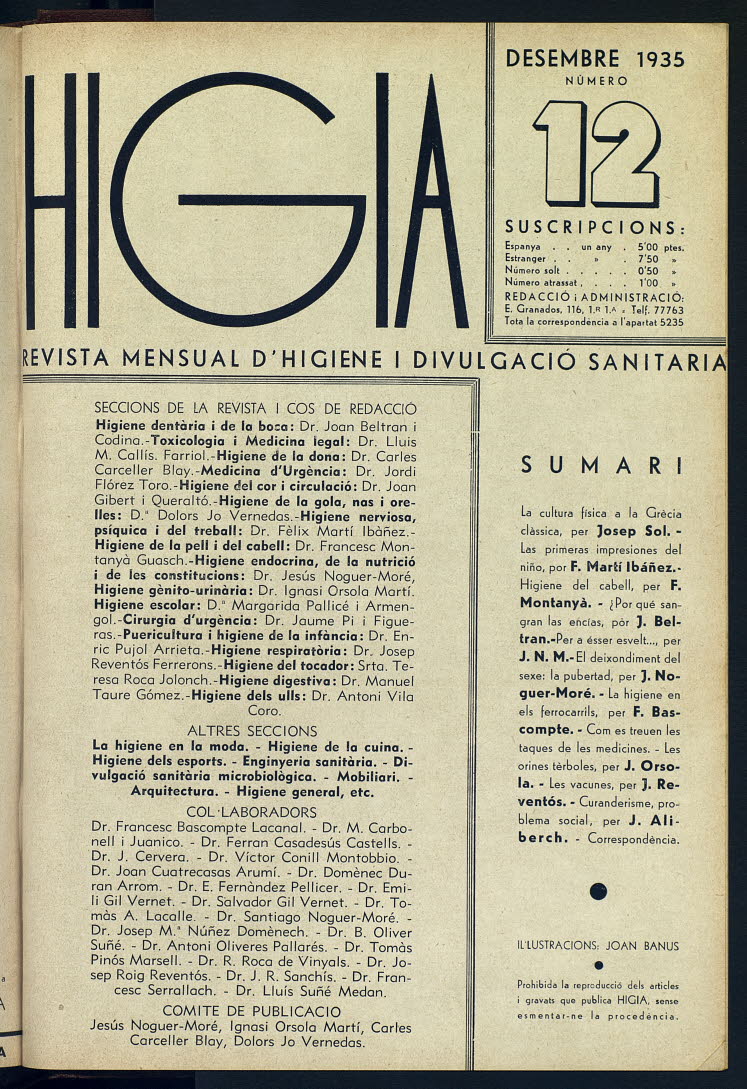 HIGIA
DESEMBRE 1935
NÚMERO
12
SUSCRIPCIONS:
Espanya . . un any . 5'00 ptes.
Estranger . . » . 7'50 »
Número solt . . . . . 0'50 »
Número atrassat . . . . 1'00 »
REDACCIÓ i ADMINISTRACIÓ:
E. Granados, 116, 1.R 1.A - Telf. 77763
Tota la correspondència a l'apartat 5235
REVISTA MENSUAL D'HIGIENE I DIVULGACIÓ SANITARIA
SECCIONS DE LA REVISTA I COS DE REDACCIÓ
Higiene dentària i de la boca: Dr. Joan Beltran i
Codina.-Toxicologia i Medicina legal: Dr. Lluis
M. Callís. Farriol.-Higiene de la dona: Dr. Carles
Carceller Blay.-Medicina d'Urgència: Dr. Jordi
Flórez Toro.-Higiene del cor i circulació: Dr. Joan
Gibert i Queraltó.-Higiene de la gola, nas i ore-
lles: D.ª Dolors Jo Vernedas.-Higiene nerviosa,
psíquica i del treball: Dr. Fèlix Martí Ibàñez.-
Higiene de la pell i del cabell: Dr. Francesc Mon-
tanyà Guasch.-Higiene endocrina, de la nutrició
i de les constitucions: Dr. Jesús Noguer-Moré,
Higiene gènito-urinària: Dr. Ignasi Orsola Martí.
Higiene escolar: D.ª Margarida Pallicé i Armen-
gol.-Cirurgia d'urgència: Dr. Jaume Pi i Figue-
ras.-Puericultura i higiene de la infància: Dr. En-
ric Pujol Arrieta.-Higiene respiratòria: Dr. Josep
Reventós Ferrerons.-Higiene del tocador: Srta. Te-
resa Roca Jolonch.-Higiene digestiva: Dr. Manuel
Taure Gómez.-Higiene dels ulls: Dr. Antoni Vila
Coro.
ALTRES SECCIONS
La higiene en la moda. - Higiene de la cuina. -
Higiene dels esports. - Enginyeria sanitària. - Di-
vulgació sanitària microbiològica. - Mobiliari. -
Arquitectura. - Higiene general, etc.
COL·LABORADORS
Dr. Francesc Bascompte Lacanal. - Dr. M. Carbo-
nell i Juanico. - Dr. Ferran Casadesús Castells. -
Dr. J. Cervera. - Dr. Víctor Conill Montobbio. -
Dr. Joan Cuatrecasas Arumí. - Dr. Domènec Du-
ran Arrom. - Dr. E. Fernàndez Pellicer. - Dr. Emi-
li Gil Vernet. - Dr. Salvador Gil Vernet. - Dr. To-
màs A. Lacalle. - Dr. Santiago Noguer-Moré. -
Dr. Josep M.ª Núñez Domènech. - Dr. B. Oliver
Suñé. - Dr. Antoni Oliveres Pallarés. - Dr. Tomàs
Pinós Marsell. - Dr. R. Roca de Vinyals. - Dr. Jo-
sep Roig Reventós. - Dr. J. R. Sanchís. - Dr. Fran-
cesc Serrallach. - Dr. Lluís Suñé Medan.
COMITE DE PUBLICACIO
Jesús Noguer-Moré, Ignasi Orsola Martí, Carles
Carceller Blay, Dolors Jo Vernedas.
SUMARI
La cultura física a la Grècia
clàssica, per Josep Sol. -
Las primeras impresiones del
niño, por F. Martí Ibáñez.-
Higiene del cabell, per F.
Montanyà. - ¿Por qué san-
gran las encías, pòr J. Bel-
tran.-Per a ésser esvelt..., per
J. N. M.-El deixondiment del
sexe: la pubertad, per J. No-
guer-Moré. - La higiene en
els ferrocarrils, per F. Bas-
compte. - Com es treuen les
taques de les medicines. - Les
orines tèrboles, per J. Orso-
la. - Les vacunes, per J. Re-
ventós. - Curanderisme, pro-
blema social, per J. Ali-
berch. - Correspondència.
IL'LUSTRACIONS: JOAN BANUS
Prohibida la reproducció dels articles
i gravats que publica HIGIA, sense
esmentar-ne la procedència.
a
A
A